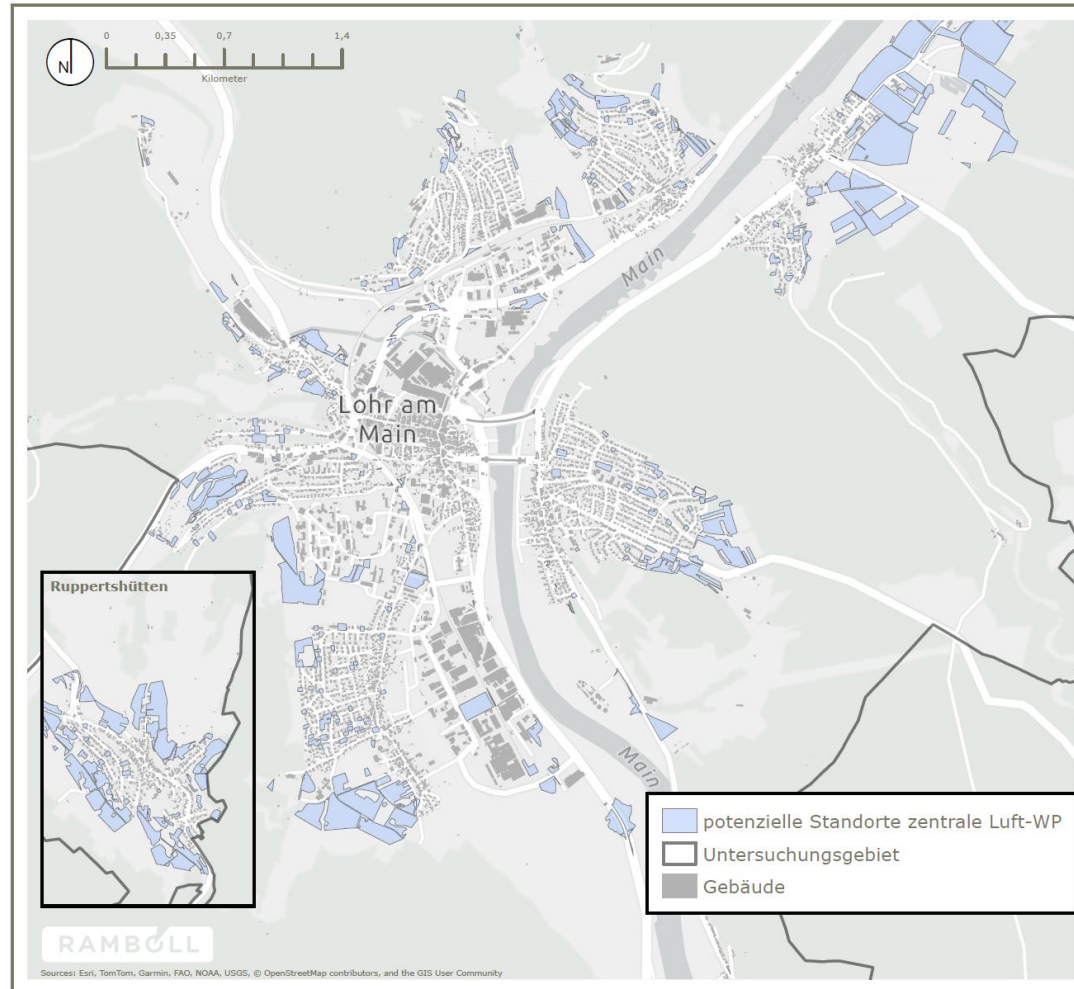 0 0,35 0,7 1,4
Kilometer
N
Main
Lohr am
Main
Ruppertshütten
Main
potenzielle Standorte zentrale Luft-WP
Untersuchungsgebiet
Gebäude
RAMBOLL
Sources: Esri, TomTom, Garmin, FAO, NOAA, USGS, © OpenStreetMap contributors, and the GIS User Community